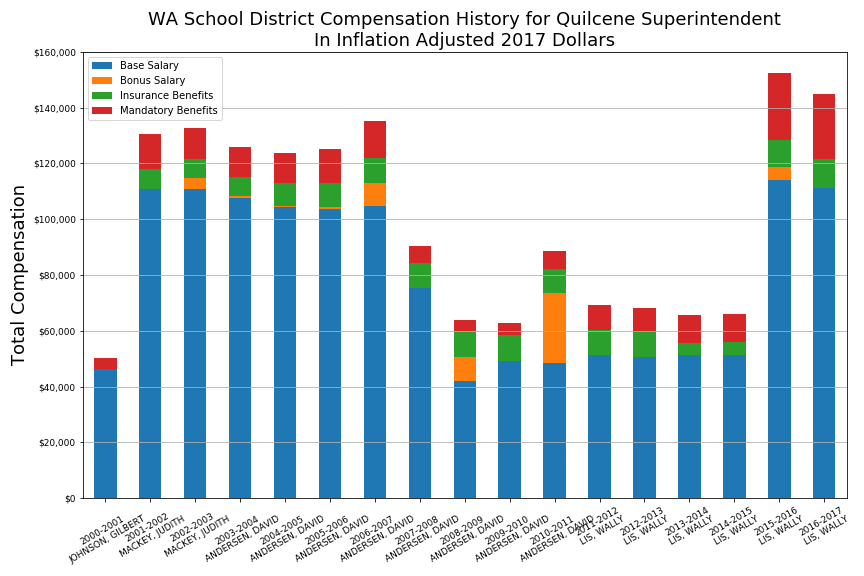 WA School District Compensation History for Quilcene Superintendent
In Inflation Adjusted 2017 Dollars
Total Compensation
$160,000
$140,000
$120,000
$100,000
$80,000
$60,000
$40,000
$20,000
$0
Base Salary
Bonus Salary
Insurance Benefits
Mandatory Benefits
2000-2001
JOHNSON, GILBERT
2001-2002
MACKEY, JUDITH
2002-2003
MACKEY, JUDITH
2003-2004
ANDERSEN, DAVID
2004-2005
ANDERSEN, DAVID
2005-2006
ANDERSEN, DAVID
2006-2007
ANDERSEN, DAVID
2007-2008
ANDERSEN, DAVID
2008-2009
ANDERSEN, DAVID
2009-2010
ANDERSEN, DAVID
2010-2011
ANDERSEN, DAVID
2011-2012
LIS, WALLY
2012-2013
LIS, WALLY
2013-2014
LIS, WALLY
2014-2015
LIS, WALLY
2015-2016
LIS, WALLY
2016-2017
LIS, WALLY